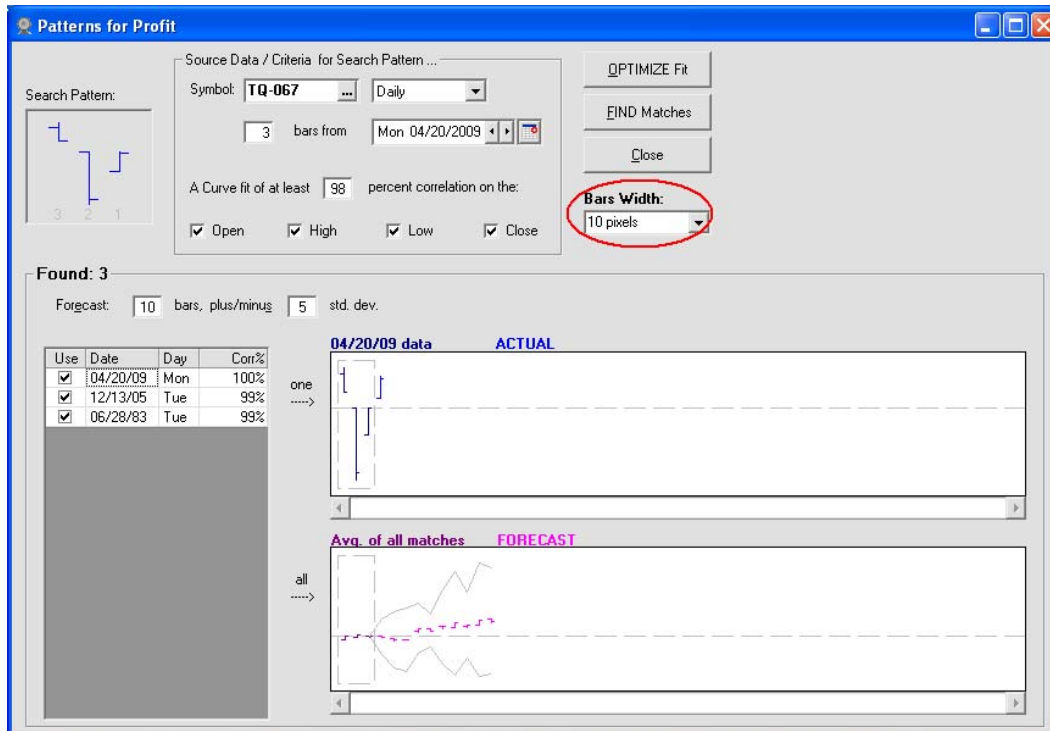 Patterns for Profit
Source Data / Criteria for Search Pattern ...
Search Pattern:
3 2 1
Symbol: TQ-067 ... Daily
3 bars from Mon 04/20/2009
A Curve fit of at least 98 percent correlation on the:
Open High Low Close
OPTIMIZE Fit
FIND Matches
Close
Bars Width:
10 pixels
Found: 3
Forecast: 10 bars, plus/minus 5 std. dev.
Use Date Day Corr%
04/20/09 Mon 100%
12/13/05 Tue 99%
06/28/83 Tue 99%
one
---->
04/20/09 data ACTUAL
all
---->
Avg. of all matches FORECAST